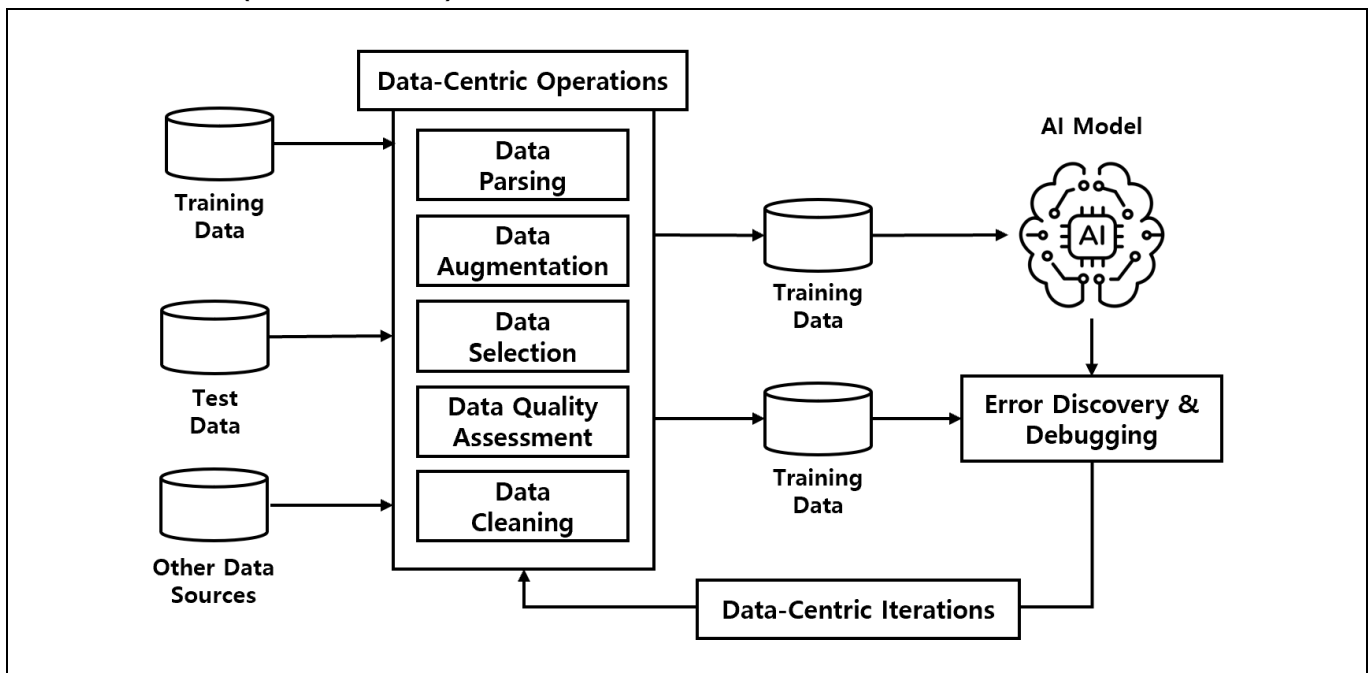 Data-Centric Operations
Training
Data
Test
Data
Other Data
Sources
Data
Parsing
Data
Augmentation
Data
Selection
Data Quality
Assessment
Data
Cleaning
Training
Data
Training
Data
AI Model
AI
Error Discovery &
Debugging
Data-Centric Iterations